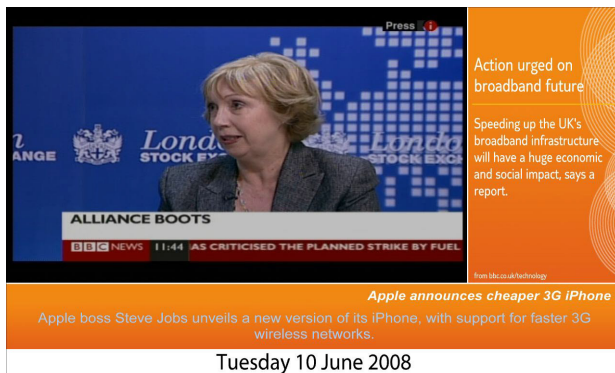 Press i
London
STOCK EXC
ANGE
London
STOCK EXC
ALLIANCE BOOTS
BBC NEWS 11:44 AS CRITICISED THE PLANNED STRIKE BY FUEL
Action urged on
broadband future
Speeding up the UK's
broadband infrastructure
will have a huge economic
and social impact, says a
report.
from bbc.co.uk/technology
Apple announces cheaper 3G iPhone
Apple boss Steve Jobs unveils a new version of its iPhone, with support for faster 3G
wireless networks.
Tuesday 10 June 2008